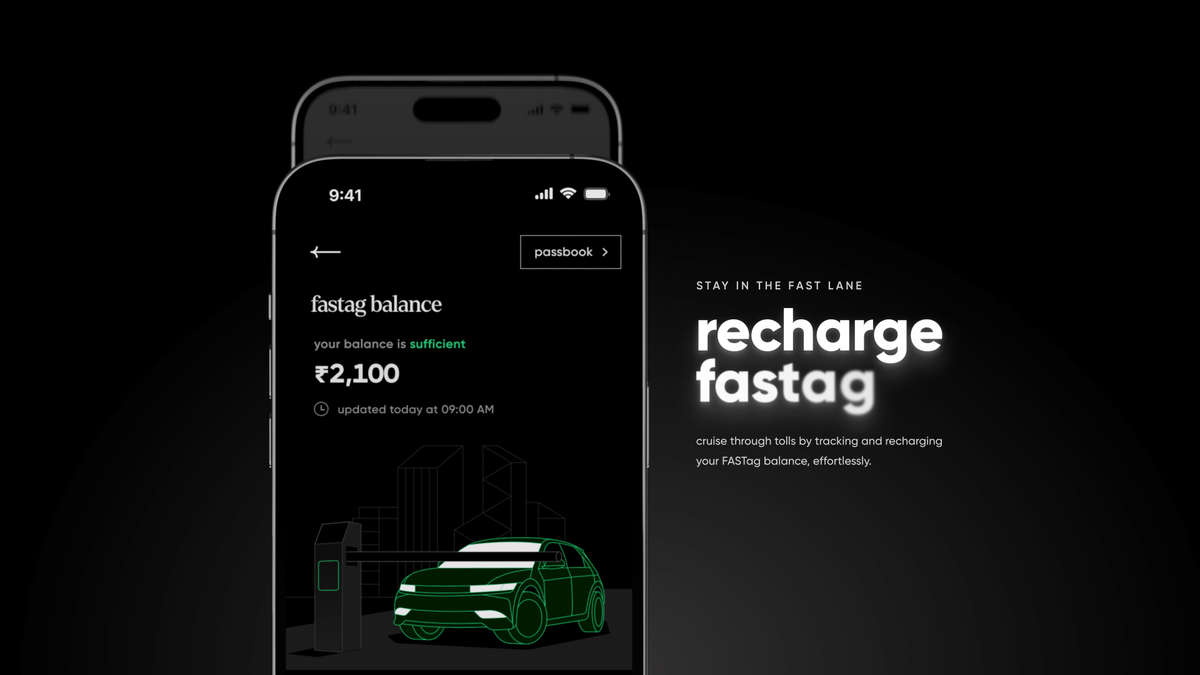 9:41
9:41
passbook >
fastag balance
your balance is sufficient
₹2,100
updated today at 09:00 AM
STAY IN THE FAST LANE
recharge
fastag
cruise through tolls by tracking and recharging
your FASTag balance, effortlessly.